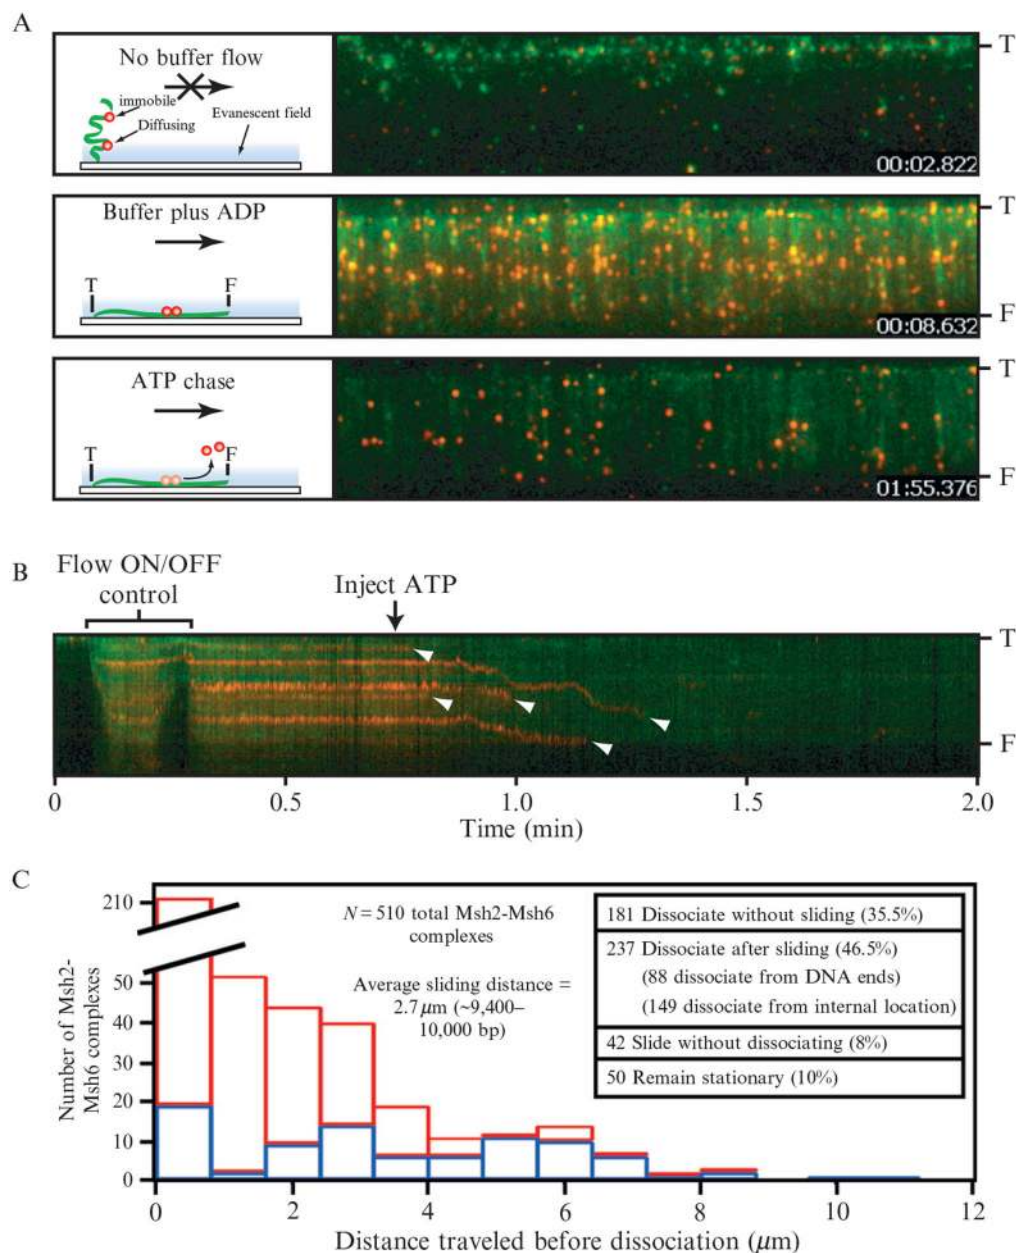 A
No buffer flow
immobile
Evanescent field
Diffusing
T
00:02.822
Buffer plus ADP
T
F
T
00:08.632
F
ATP chase
T
F
T
01:55.376
F
B
Flow ON/OFF
control
Inject ATP
T
F
0
0.5
1.0
1.5
2.0
Time (min)
C
Number of Msh2-
Msh6 complexes
210
50
40
30
20
10
0
N = 510 total Msh2-Msh6
complexes
Average sliding distance =
2.7 μm (~9,400–
10,000 bp)
181 Dissociate without sliding (35.5%)
237 Dissociate after sliding (46.5%)
(88 dissociate from DNA ends)
(149 dissociate from internal location)
42 Slide without dissociating (8%)
50 Remain stationary (10%)
0
2
4
6
8
10
12
Distance traveled before dissociation (μm)